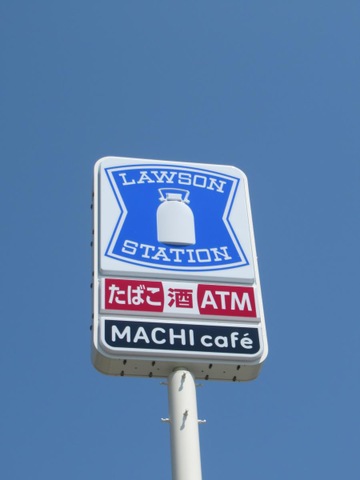 LAWSON
STATION
たばこ 酒 ATM
MACHI café